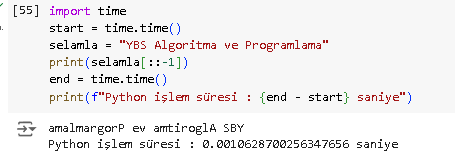 [55] import time
start = time.time()
selamla = "YBS Algoritma ve Programlama"
print(selamla[::-1])
end = time.time()
print(f"Python işlem süresi : {end - start} saniye")
amalmargorP ev amtiroglA SBY
Python işlem süresi : 0.0010628700256347656 saniye